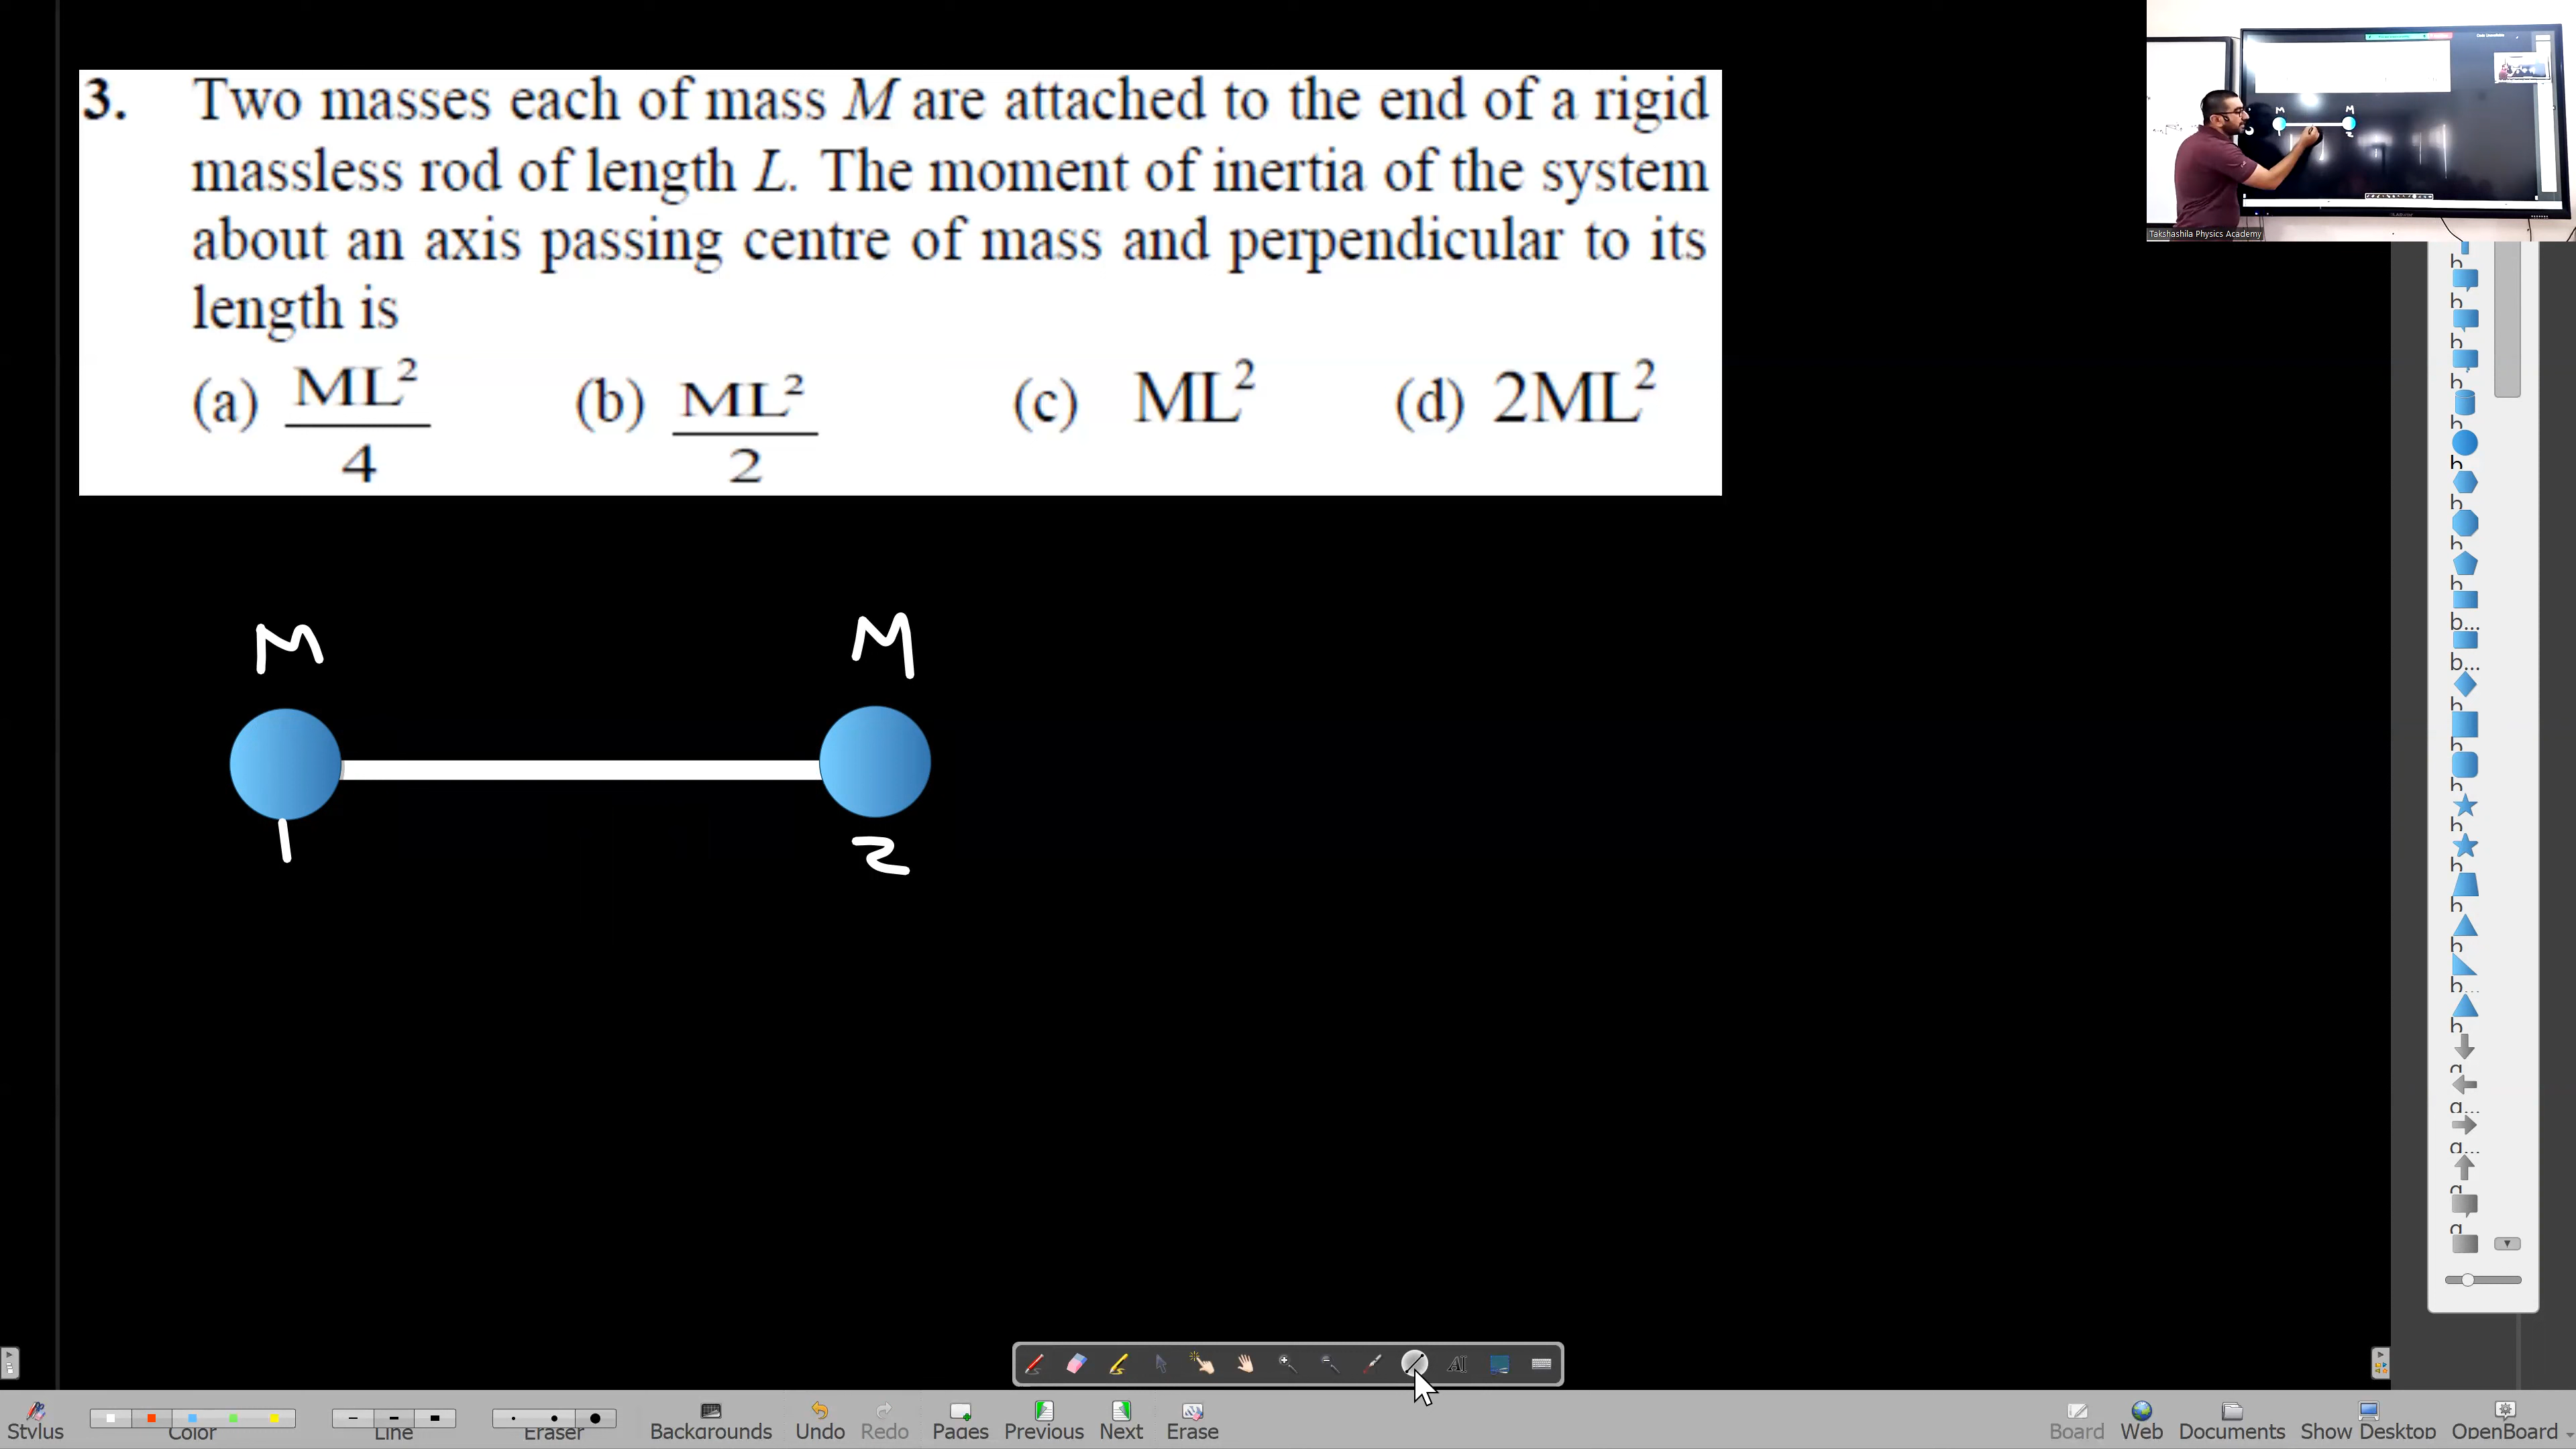 3. Two masses each of mass M are attached to the end of a rigid
massless rod of length L. The moment of inertia of the system
about an axis passing centre of mass and perpendicular to its
length is
(a) ML²/4 (b) ML²/2 (c) ML² (d) 2ML²
M M
1 2
Takshashila Physics Academy
b
b
b
b
b
b
b
b
b
b...
b...
b
b
b
b
b
b
b
b...
b
a
a...
a...
a
a
AI
Stylus Color Line Eraser Backgrounds Undo Redo Pages Previous Next Erase Board Web Documents Show Desktop OpenBoard